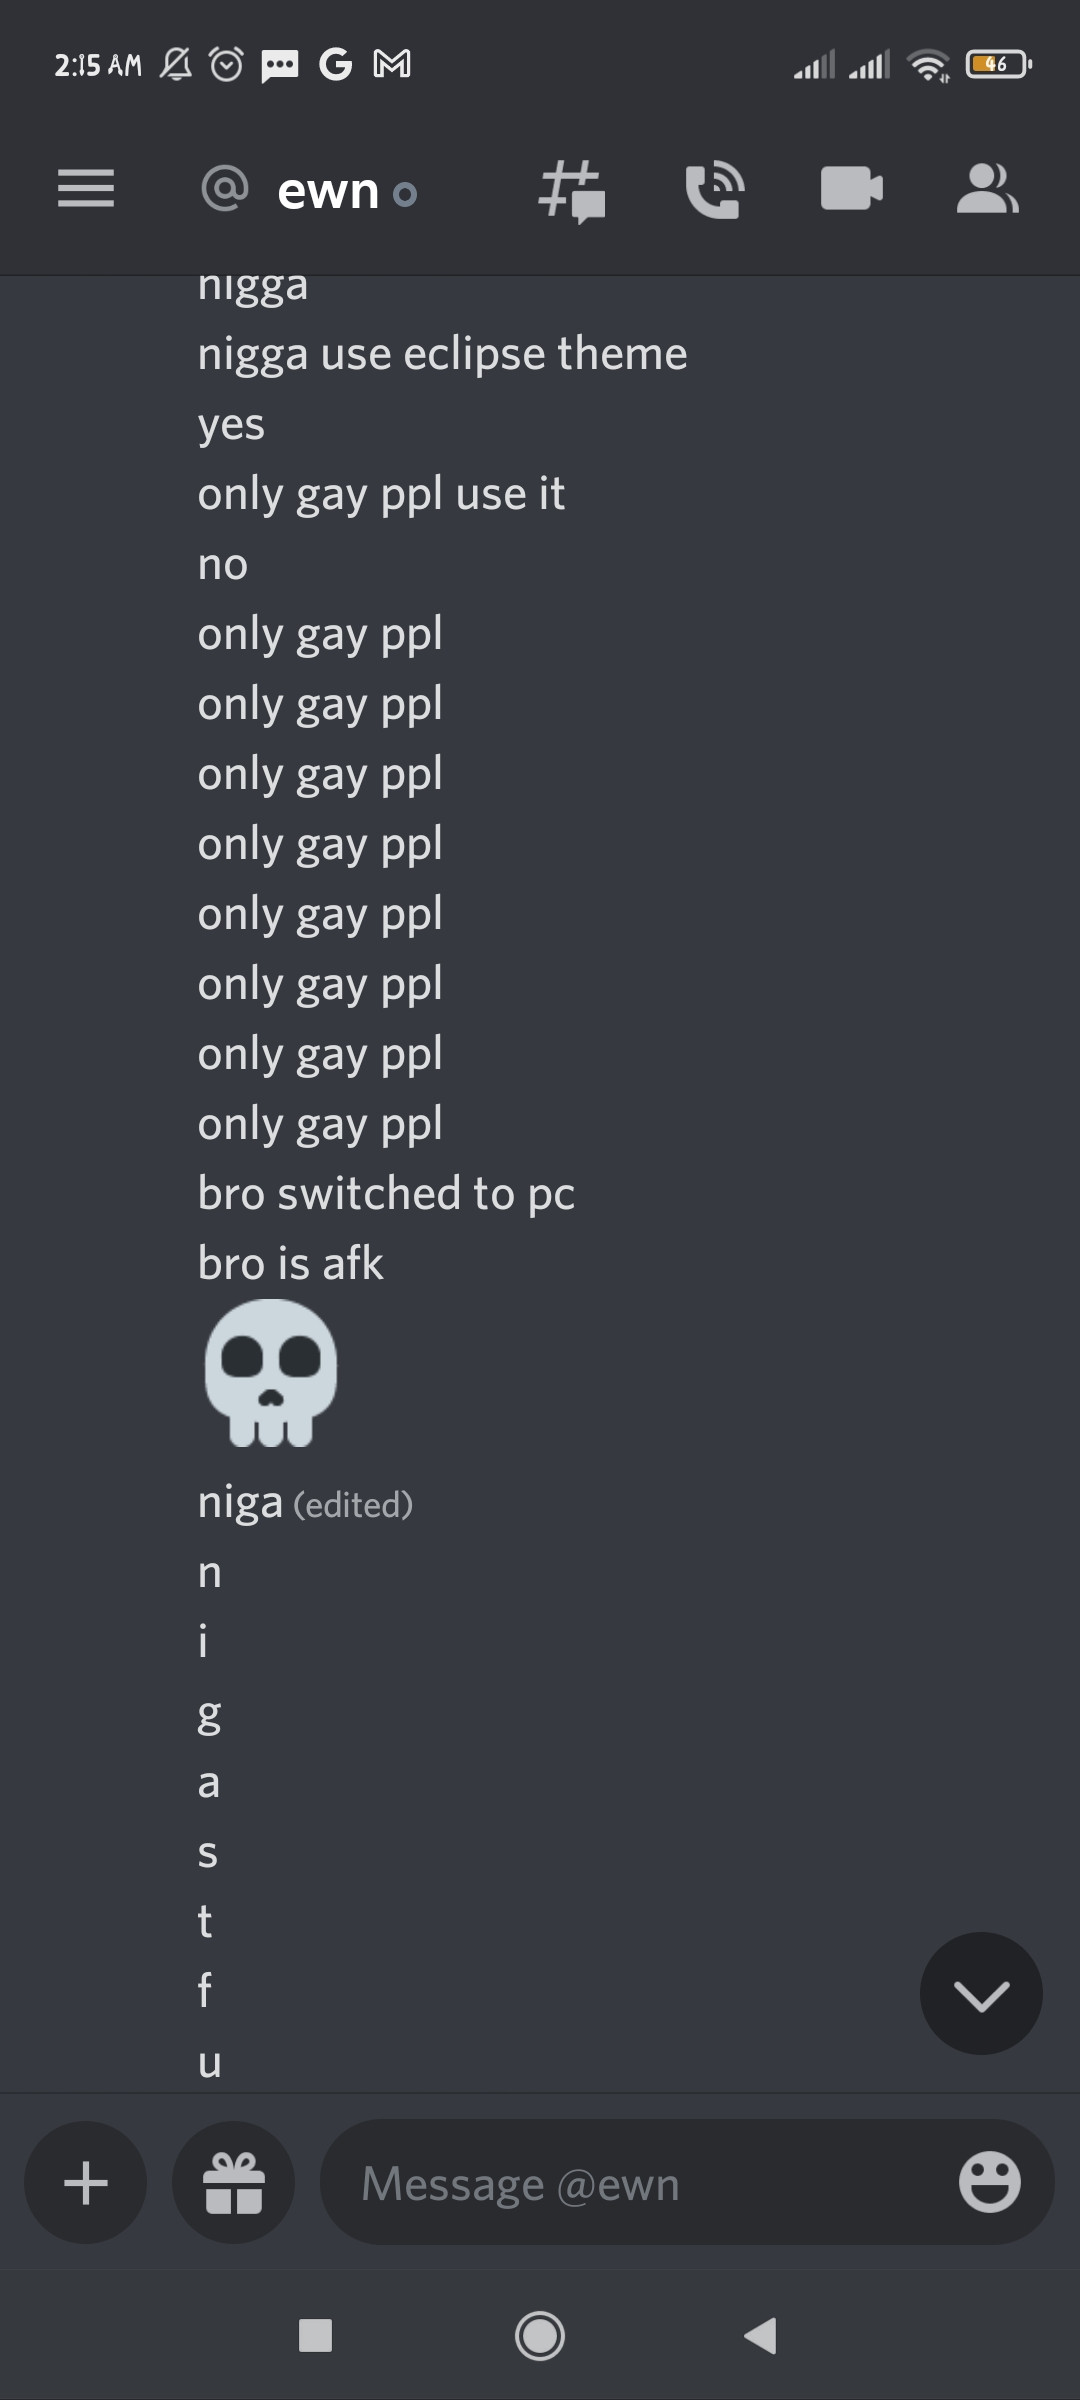 2:15 AM
46
@ ewn
nigga
nigga use eclipse theme
yes
only gay ppl use it
no
only gay ppl
only gay ppl
only gay ppl
only gay ppl
only gay ppl
only gay ppl
only gay ppl
only gay ppl
bro switched to pc
bro is afk
niga (edited)
n
i
g
a
s
t
f
u
Message @ewn